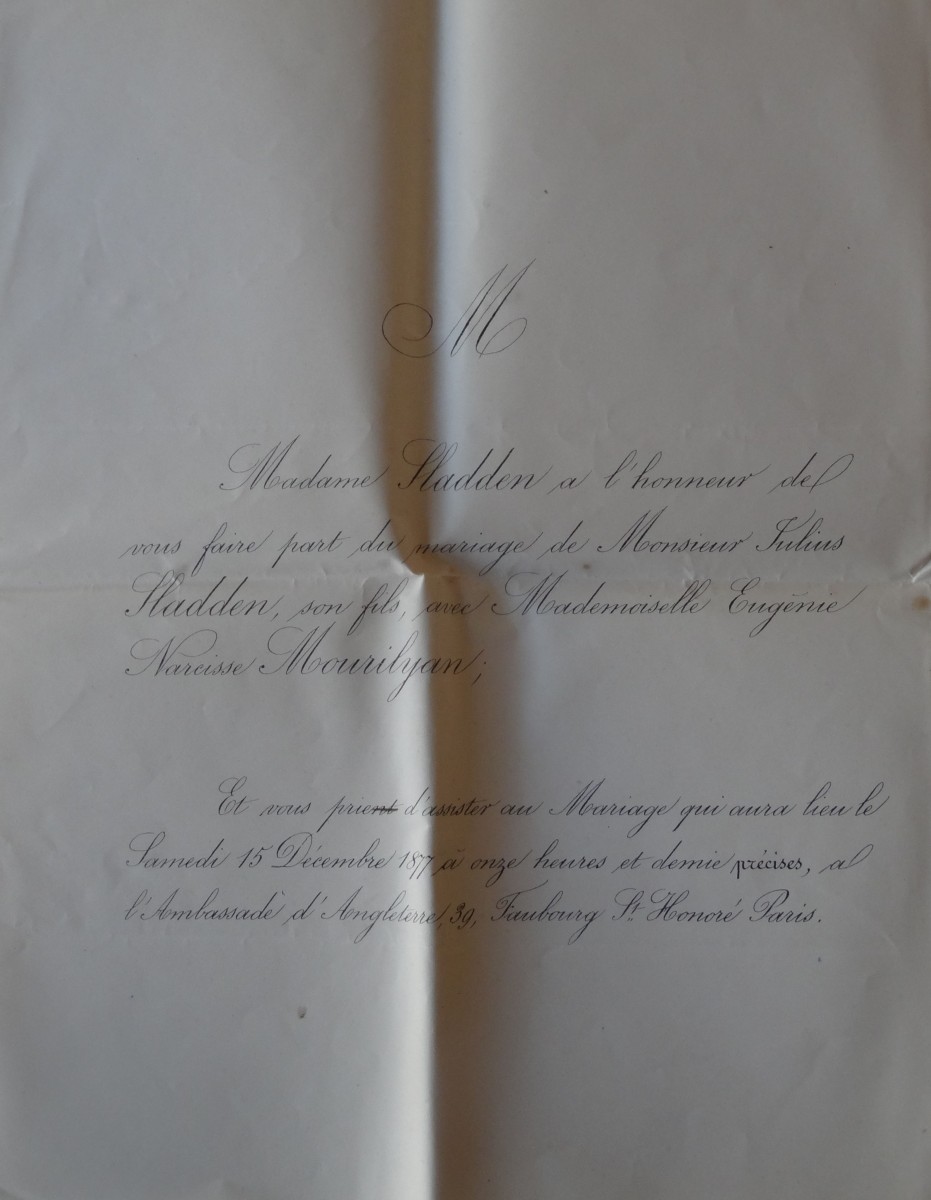 M
Madame Sladden a l'honneur de
vous faire part du mariage de Monsieur Julius
Sladden, son fils, avec Mademoiselle Eugénie
Narcisse Mourilyan;
Et vous prient d'assister au Mariage qui aura lieu le
Samedi 15 Décembre 1877, à onze heures et demie précises, a
l'Ambassade d'Angleterre, 39, Faubourg St. Honoré Paris.